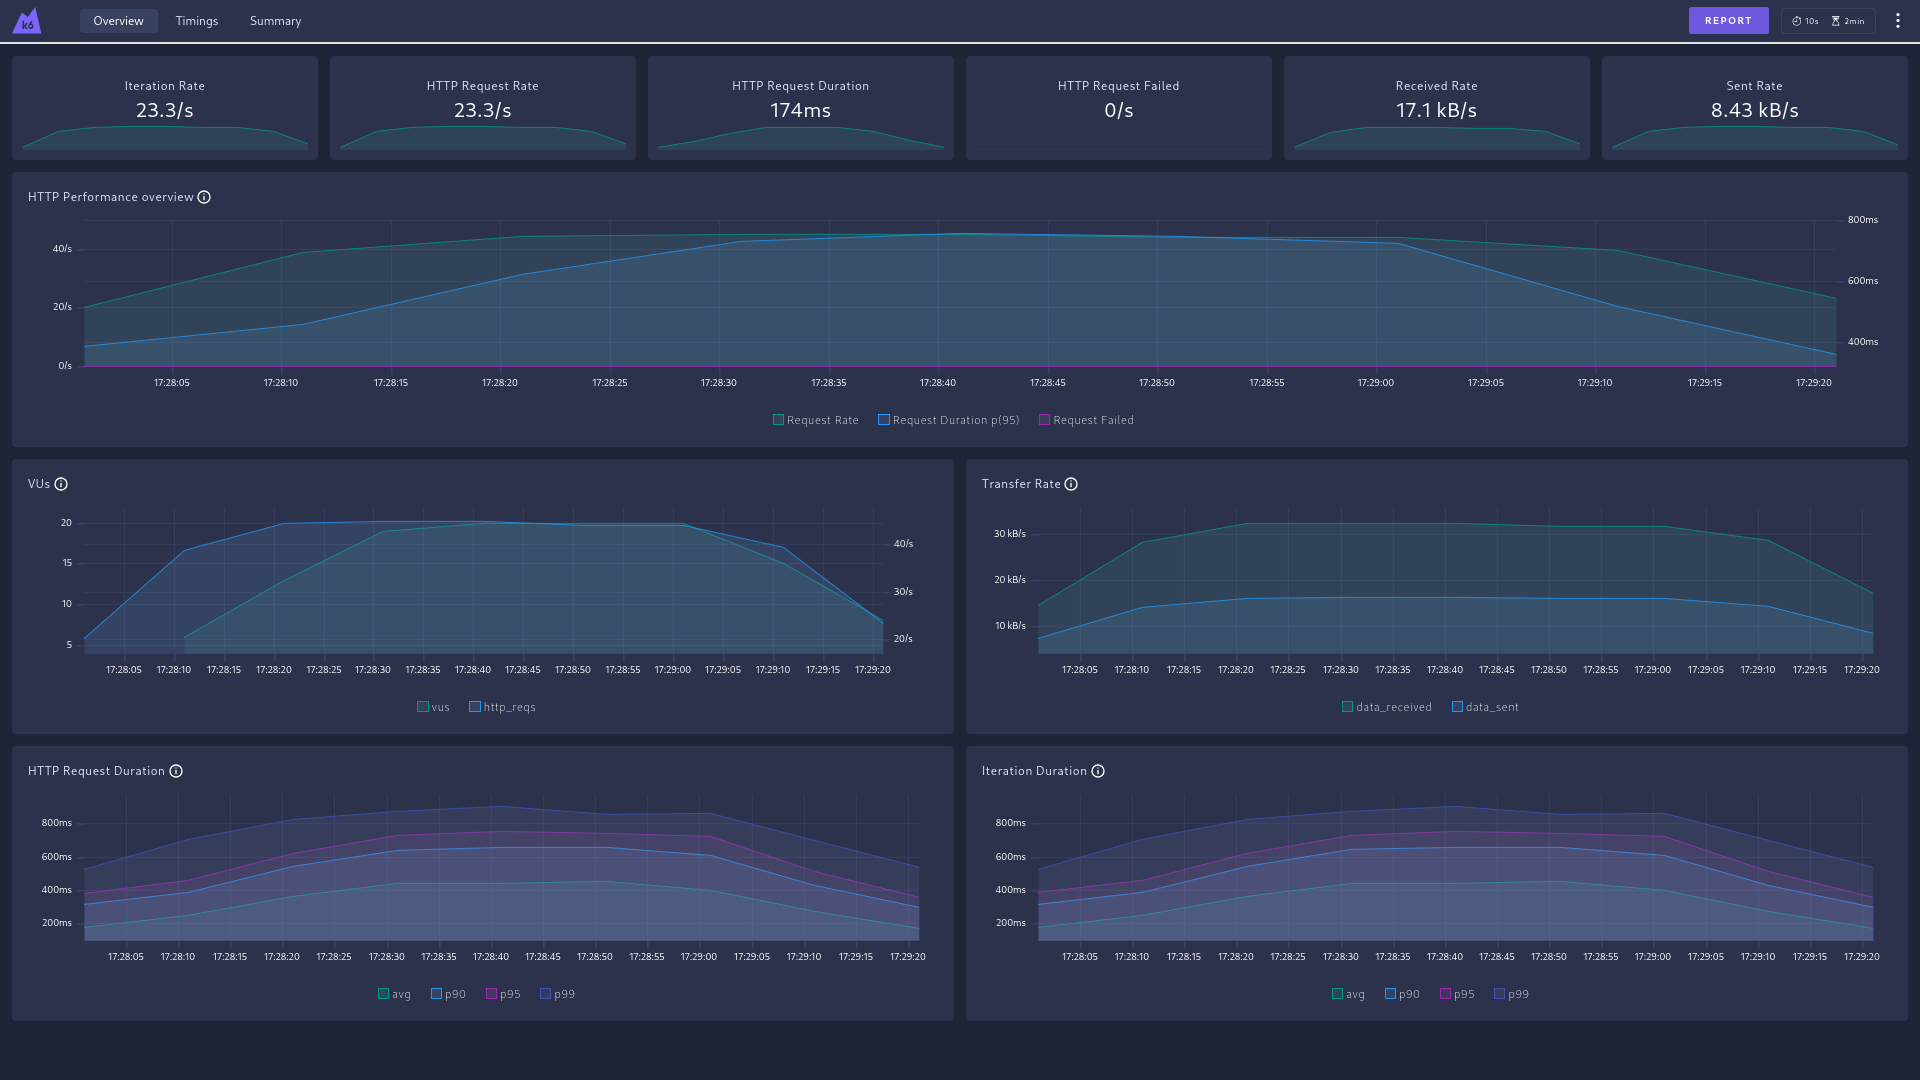 k6
Overview Timings Summary REPORT 10s 2min
Iteration Rate
23.3/s
HTTP Request Rate
23.3/s
HTTP Request Duration
174ms
HTTP Request Failed
0/s
Received Rate
17.1 kB/s
Sent Rate
8.43 kB/s
HTTP Performance overview
800ms
40/s
600ms
20/s
400ms
0/s
17:28:05 17:28:10 17:28:15 17:28:20 17:28:25 17:28:30 17:28:35 17:28:40 17:28:45 17:28:50 17:28:55 17:29:00 17:29:05 17:29:10 17:29:15 17:29:20
Request Rate Request Duration p(95) Request Failed
VUs
20
40/s
15
30/s
10
20/s
5
17:28:05 17:28:10 17:28:15 17:28:20 17:28:25 17:28:30 17:28:35 17:28:40 17:28:45 17:28:50 17:28:55 17:29:00 17:29:05 17:29:10 17:29:15 17:29:20
vus http_reqs
Transfer Rate
30 kB/s
20 kB/s
10 kB/s
17:28:05 17:28:10 17:28:15 17:28:20 17:28:25 17:28:30 17:28:35 17:28:40 17:28:45 17:28:50 17:28:55 17:29:00 17:29:05 17:29:10 17:29:15 17:29:20
data_received data_sent
HTTP Request Duration
800ms
600ms
400ms
200ms
17:28:05 17:28:10 17:28:15 17:28:20 17:28:25 17:28:30 17:28:35 17:28:40 17:28:45 17:28:50 17:28:55 17:29:00 17:29:05 17:29:10 17:29:15 17:29:20
avg p90 p95 p99
Iteration Duration
800ms
600ms
400ms
200ms
17:28:05 17:28:10 17:28:15 17:28:20 17:28:25 17:28:30 17:28:35 17:28:40 17:28:45 17:28:50 17:28:55 17:29:00 17:29:05 17:29:10 17:29:15 17:29:20
avg p90 p95 p99